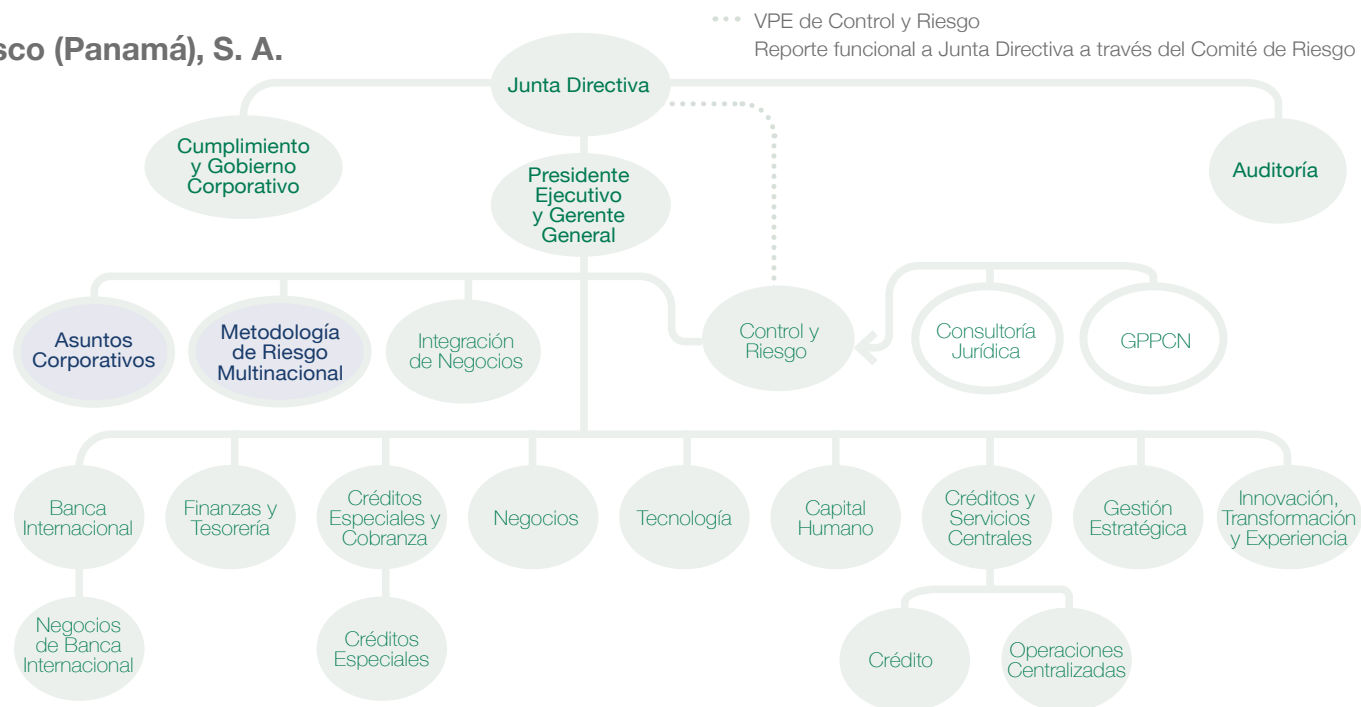 VPE de Control y Riesgo
Reporte funcional a Junta Directiva a través del Comité de Riesgo
sco (Panamá), S. A.
Junta Directiva
Cumplimiento
y Gobierno
Corporativo
Presidente
Ejecutivo
y Gerente
General
Auditoría
Asuntos
Corporativos
Metodología
de Riesgo
Multinacional
Integración
de Negocios
Control y
Riesgo
Consultoría
Jurídica
GPPCN
Banca
Internacional
Finanzas y
Tesorería
Créditos
Especiales y
Cobranza
Negocios
Tecnología
Capital
Humano
Créditos y
Servicios
Centrales
Gestión
Estratégica
Innovación,
Transformación
y Experiencia
Negocios
de Banca
Internacional
Créditos
Especiales
Crédito
Operaciones
Centralizadas